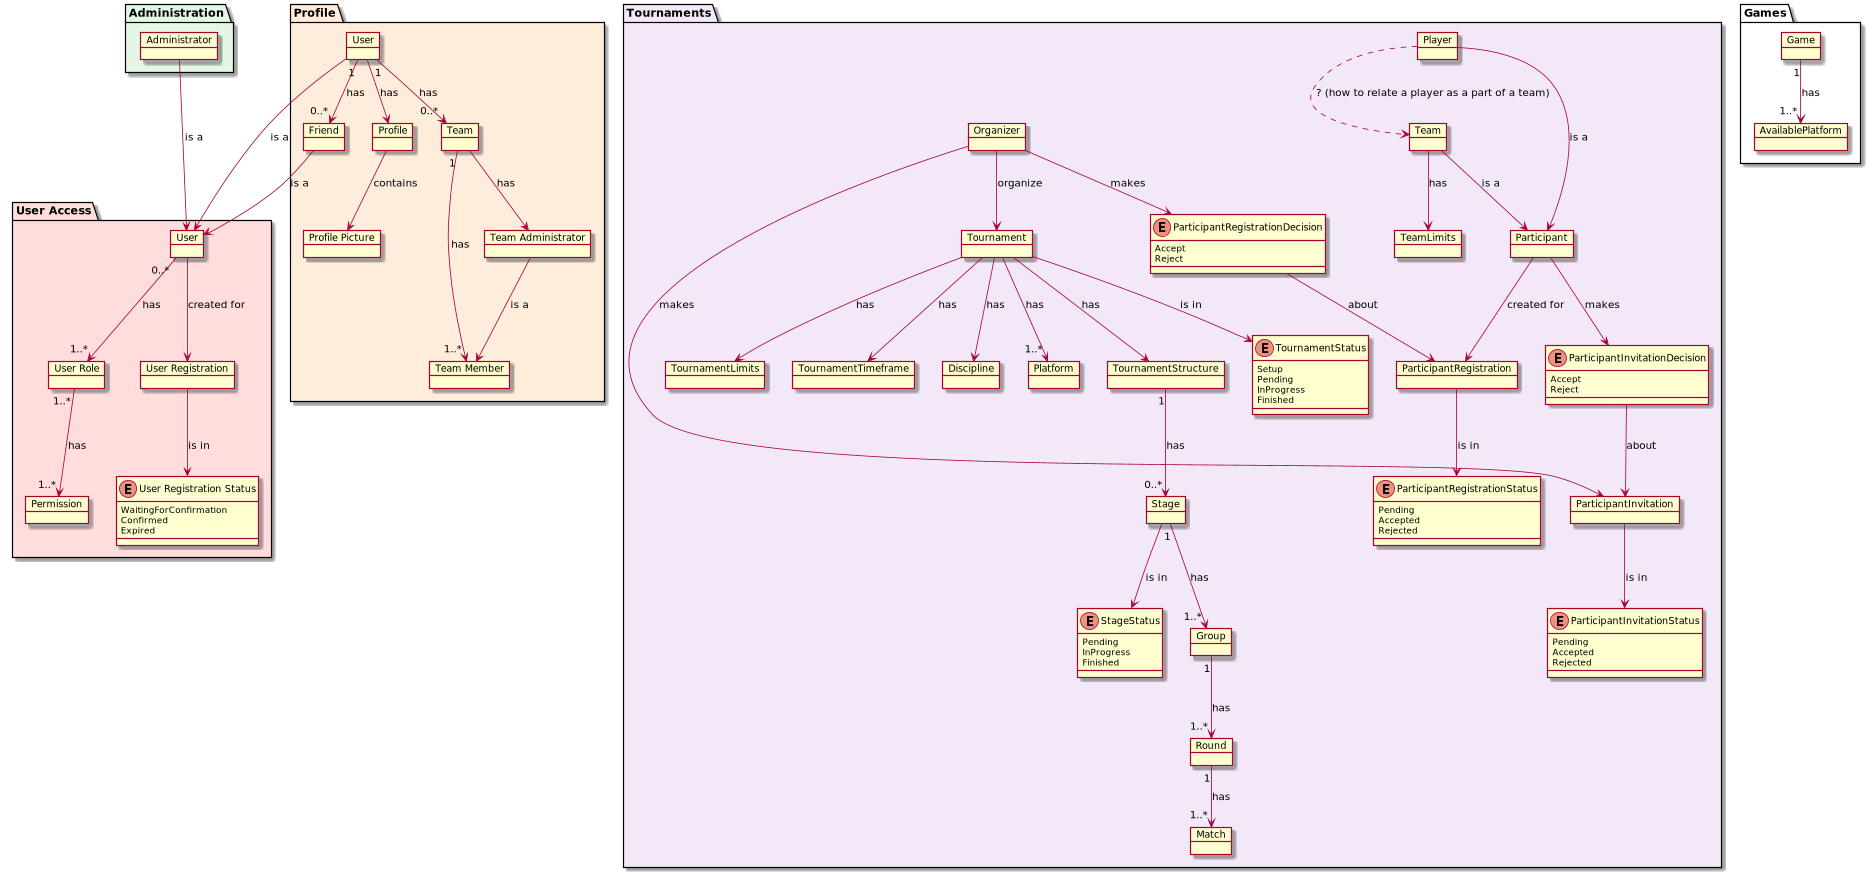 Administration
Administrator
is a
Profile
User
1
1
has
has
has
0..*
0..*
is a
Friend
Profile
Team
is a
contains
1
has
has
Profile Picture
Team Administrator
is a
1..*
Team Member
User Access
User
0..*
has
created for
1..*
User Role
User Registration
1..*
has
is in
1..*
Permission
E User Registration Status
WaitingForConfirmation
Confirmed
Expired
Tournaments
Player
? (how to relate a player as a part of a team)
is a
Organizer
Team
organize
makes
has
is a
makes
Tournament
E ParticipantRegistrationDecision
Accept
Reject
TeamLimits
Participant
has
has
has
has
has
is in
about
created for
makes
1..*
TournamentLimits
TournamentTimeframe
Discipline
Platform
TournamentStructure
E TournamentStatus
Setup
Pending
InProgress
Finished
ParticipantRegistration
E ParticipantInvitationDecision
Accept
Reject
1
has
is in
about
0..*
Stage
E ParticipantRegistrationStatus
Pending
Accepted
Rejected
ParticipantInvitation
1
is in
has
is in
1..*
E StageStatus
Pending
InProgress
Finished
Group
E ParticipantInvitationStatus
Pending
Accepted
Rejected
1
has
1..*
Round
1
has
1..*
Match
Games
Game
1
has
1..*
AvailablePlatform